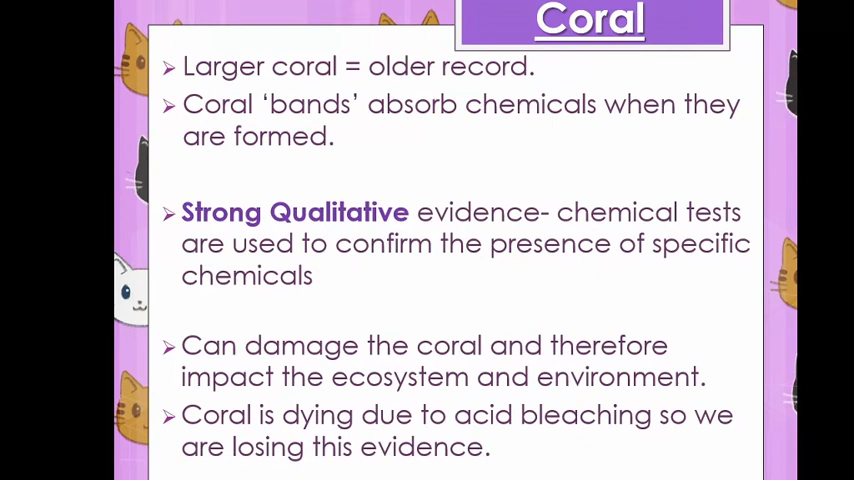 Coral
Larger coral = older record.
Coral ‘bands’ absorb chemicals when they
are formed.
Strong Qualitative evidence- chemical tests
are used to confirm the presence of specific
chemicals
Can damage the coral and therefore
impact the ecosystem and environment.
Coral is dying due to acid bleaching so we
are losing this evidence.